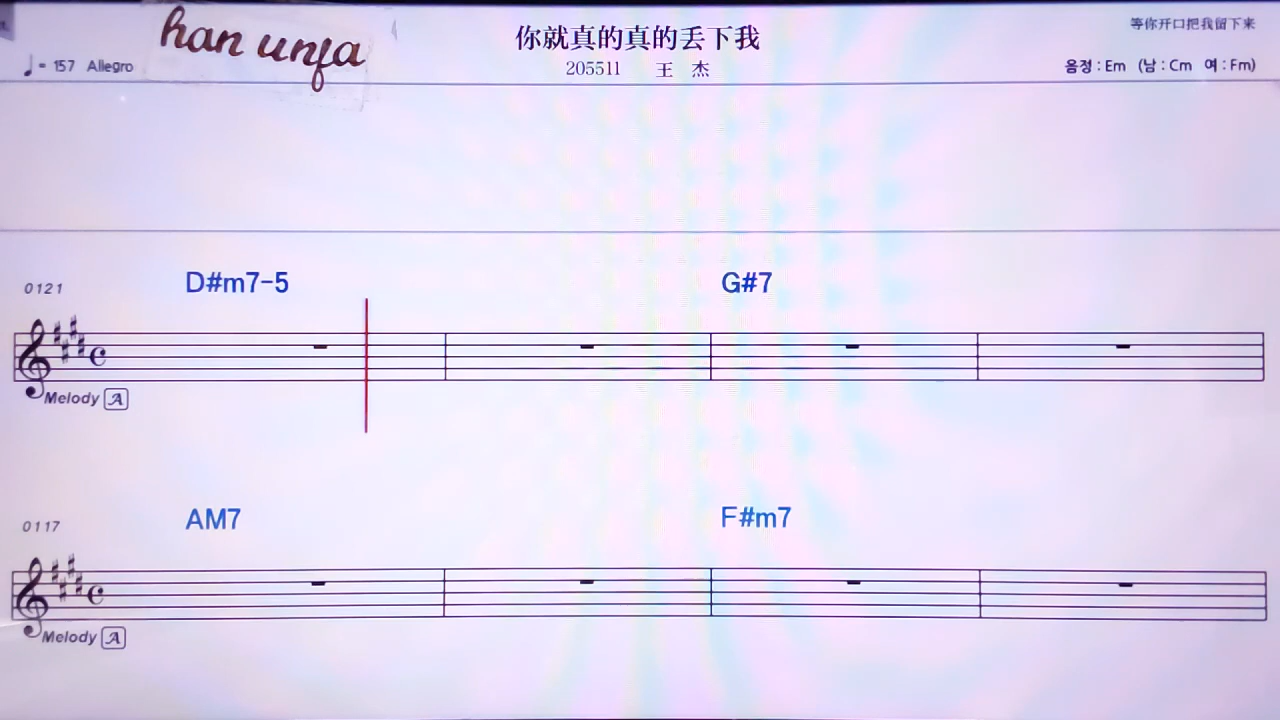 han unfa
你就真的真的丢下我
等你开口把我留下来
♩= 157 Allegro
205511 王 杰
음정 : Em (남 : Cm 여 : Fm)
0121
D#m7-5 G#7
Melody A
0117
AM7 F#m7
Melody A